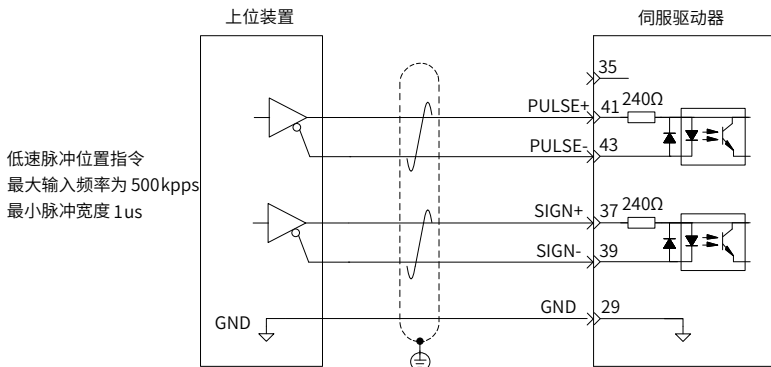 上位装置
伺服驱动器
35
PULSE+
41
240Ω
PULSE-
43
低速脉冲位置指令
最大输入频率为500kpps
最小脉冲宽度1us
SIGN+
37
240Ω
SIGN-
39
GND
29
GND